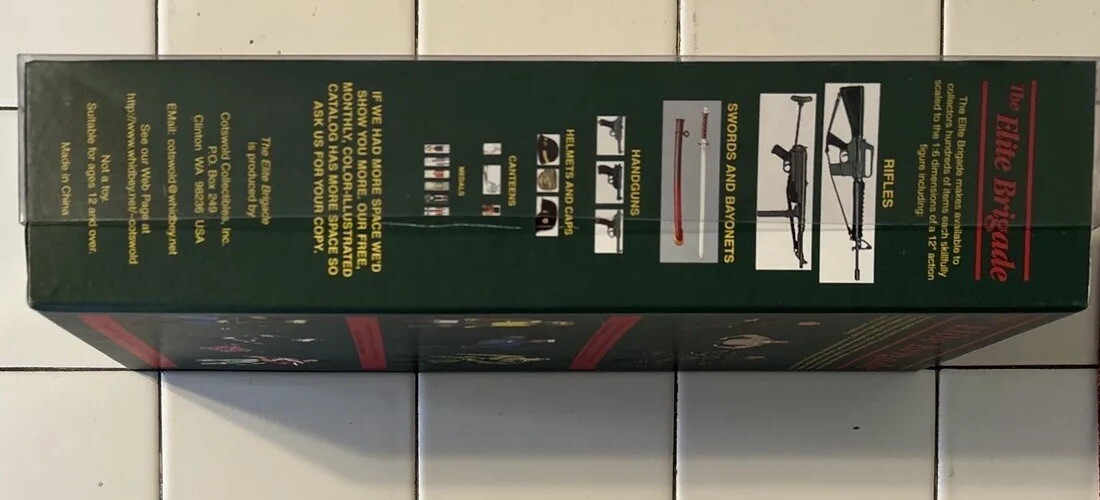 The Elite Brigade
The Elite Brigade makes available to
collectors hundreds of items each skillfully
scaled to the 1:6 dimensions of a 12" action
figure including:
RIFLES
SWORDS AND BAYONETS
HANDGUNS
HELMETS AND CAPS
CANTEENS
MEDALS
IF WE HAD MORE SPACE WE'D
SHOW YOU MORE. OUR FREE,
MONTHLY, COLOR-ILLUSTRATED
CATALOG HAS MORE SPACE SO
ASK US FOR YOUR COPY.
The Elite Brigade
is produced by
Cotswold Collectibles, Inc.
P.O. Box 249
Clinton WA 98236 USA
EMail: cotswold@whidbey.net
See our Web Page at
http://www.whidbey.net/~cotswold
Not a toy.
Suitable for ages 12 and over.
Made in China